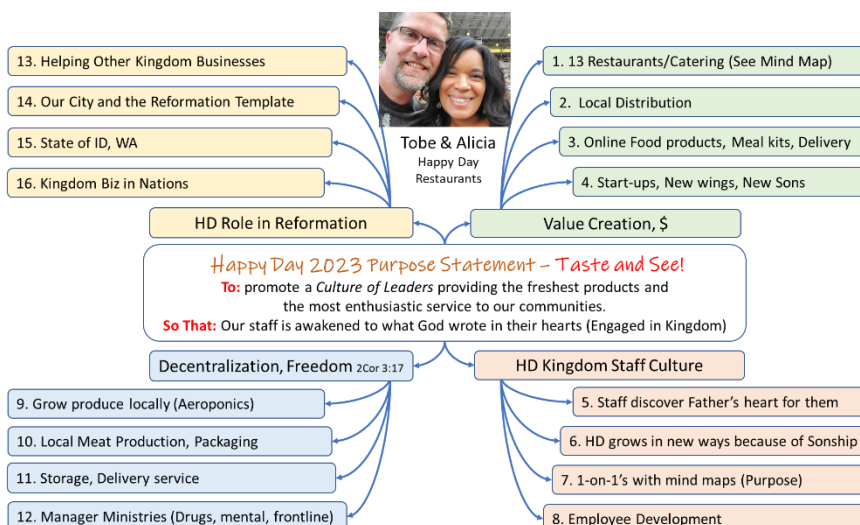 Tobe & Alicia
Happy Day
Restaurants
13. Helping Other Kingdom Businesses
14. Our City and the Reformation Template
15. State of ID, WA
16. Kingdom Biz in Nations
HD Role in Reformation
1. 13 Restaurants/Catering (See Mind Map)
2. Local Distribution
3. Online Food products, Meal kits, Delivery
4. Start-ups, New wings, New Sons
Value Creation, $
Happy Day 2023 Purpose Statement – Taste and See!
To: promote a Culture of Leaders providing the freshest products and
the most enthusiastic service to our communities.
So That: Our staff is awakened to what God wrote in their hearts (Engaged in Kingdom)
Decentralization, Freedom 2Cor 3:17
9. Grow produce locally (Aeroponics)
10. Local Meat Production, Packaging
11. Storage, Delivery service
12. Manager Ministries (Drugs, mental, frontline)
HD Kingdom Staff Culture
5. Staff discover Father's heart for them
6. HD grows in new ways because of Sonship
7. 1-on-1's with mind maps (Purpose)
8. Employee Development